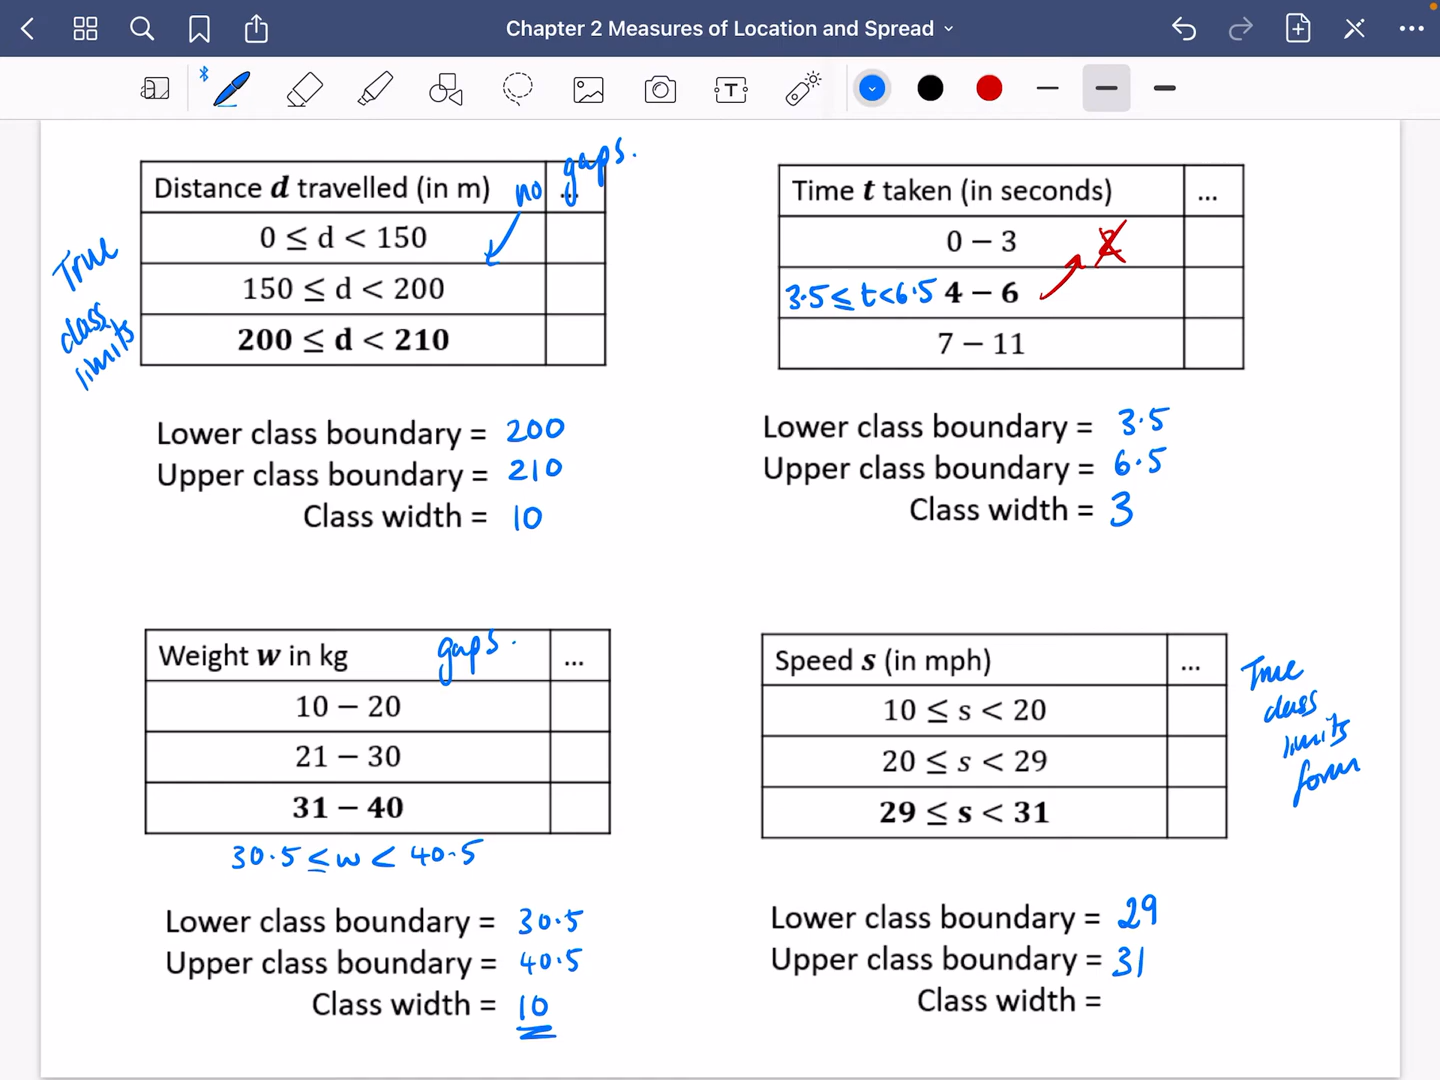 Chapter 2 Measures of Location and Spread
T
Distance d travelled (in m) no gaps.
...
0 ≤ d < 150
150 ≤ d < 200
200 ≤ d < 210
True
class
limits
Lower class boundary = 200
Upper class boundary = 210
Class width = 10
Time t taken (in seconds) ...
0 − 3
3.5 ≤ t < 6.5 4 − 6
7 − 11
Lower class boundary = 3.5
Upper class boundary = 6.5
Class width = 3
Weight w in kg gaps. ...
10 − 20
21 − 30
31 − 40
30.5 ≤ w < 40.5
Lower class boundary = 30.5
Upper class boundary = 40.5
Class width = 10
Speed s (in mph) ...
10 ≤ s < 20
20 ≤ s < 29
29 ≤ s < 31
True
class
limits
form
Lower class boundary = 29
Upper class boundary = 31
Class width =